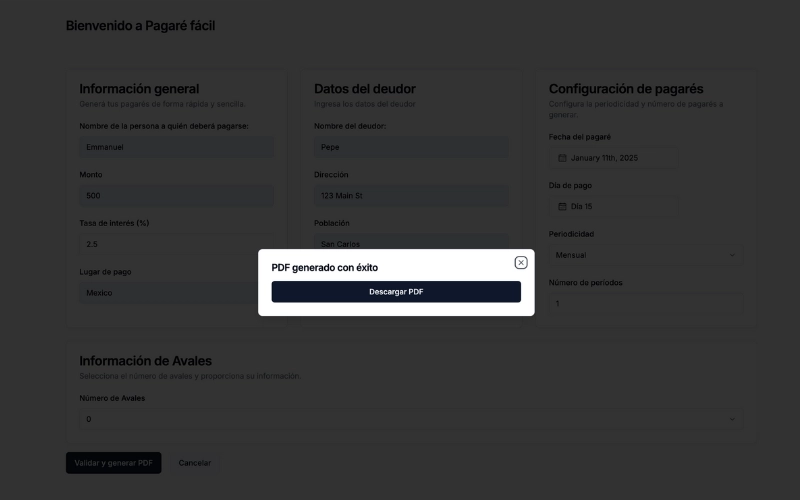 Bienvenido a Pagaré fácil
Información general
Genera tus pagarés de forma rápida y sencilla.
Nombre de la persona a quién deberá pagarse:
Emmanuel
Monto
500
Tasa de interés (%)
2.5
Lugar de pago
Mexico
Datos del deudor
Ingresa los datos del deudor
Nombre del deudor:
Pepe
Dirección
123 Main St
Población
San Carlos
Configuración de pagarés
Configura la periodicidad y número de pagarés a
generar.
Fecha del pagaré
January 11th, 2025
Día de pago
Día 15
Periodicidad
Mensual
Número de periodos
1
PDF generado con éxito
Descargar PDF
Información de Avales
Selecciona el número de avales y proporciona su información.
Número de Avales
0
Validar y generar PDF
Cancelar